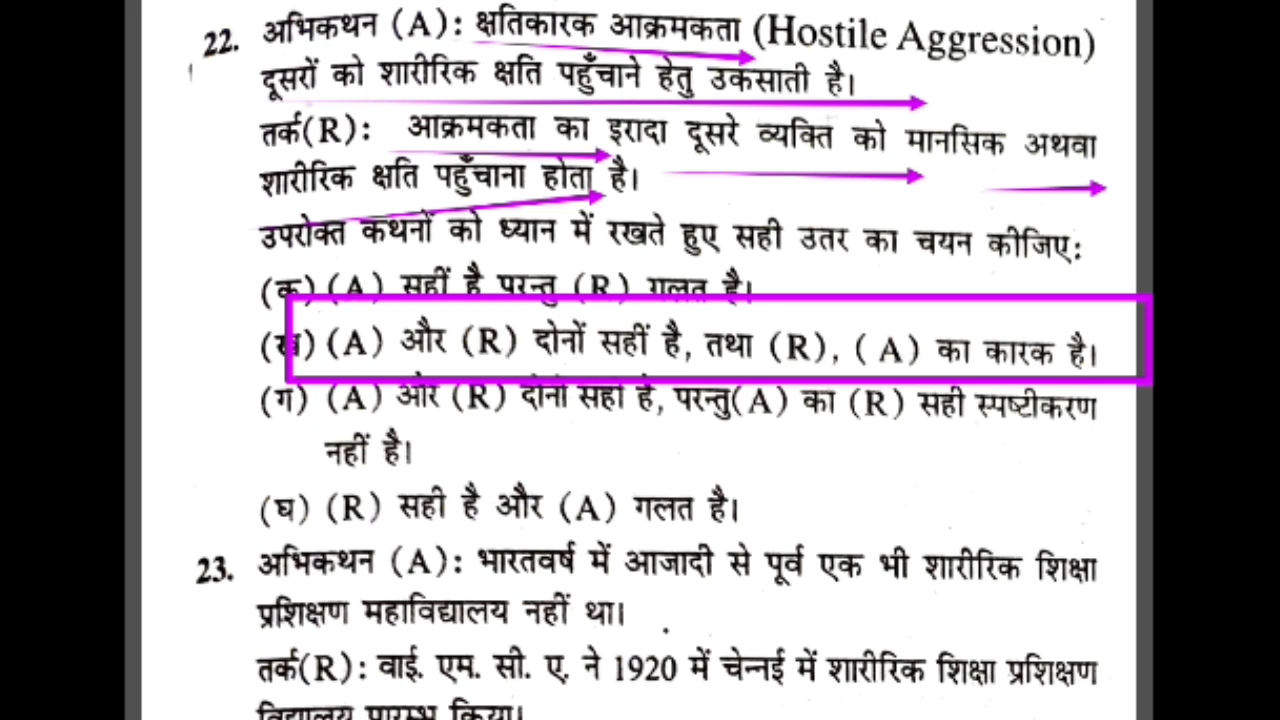 22. अभिकथन (A): क्षतिकारक आक्रमकता (Hostile Aggression)
दूसरों को शारीरिक क्षति पहुँचाने हेतु उकसाती है।
तर्क(R): आक्रमकता का इरादा दूसरे व्यक्ति को मानसिक अथवा
शारीरिक क्षति पहुँचाना होता है।
उपरोक्त कथनों को ध्यान में रखते हुए सही उतर का चयन कीजिए:
(क) (A) सहीं है परन्तु (R) गलत है।
(ख) (A) और (R) दोनों सहीं है, तथा (R), ( A) का कारक है।
(ग) (A) और (R) दोनों सही है, परन्तु(A) का (R) सही स्पष्टीकरण
नहीं है।
(घ) (R) सही है और (A) गलत है।
23. अभिकथन (A): भारतवर्ष में आजादी से पूर्व एक भी शारीरिक शिक्षा
प्रशिक्षण महाविद्यालय नहीं था।
तर्क(R): वाई. एम. सी. ए. ने 1920 में चेन्नई में शारीरिक शिक्षा प्रशिक्षण
विद्यालय प्रारम्भ किया।